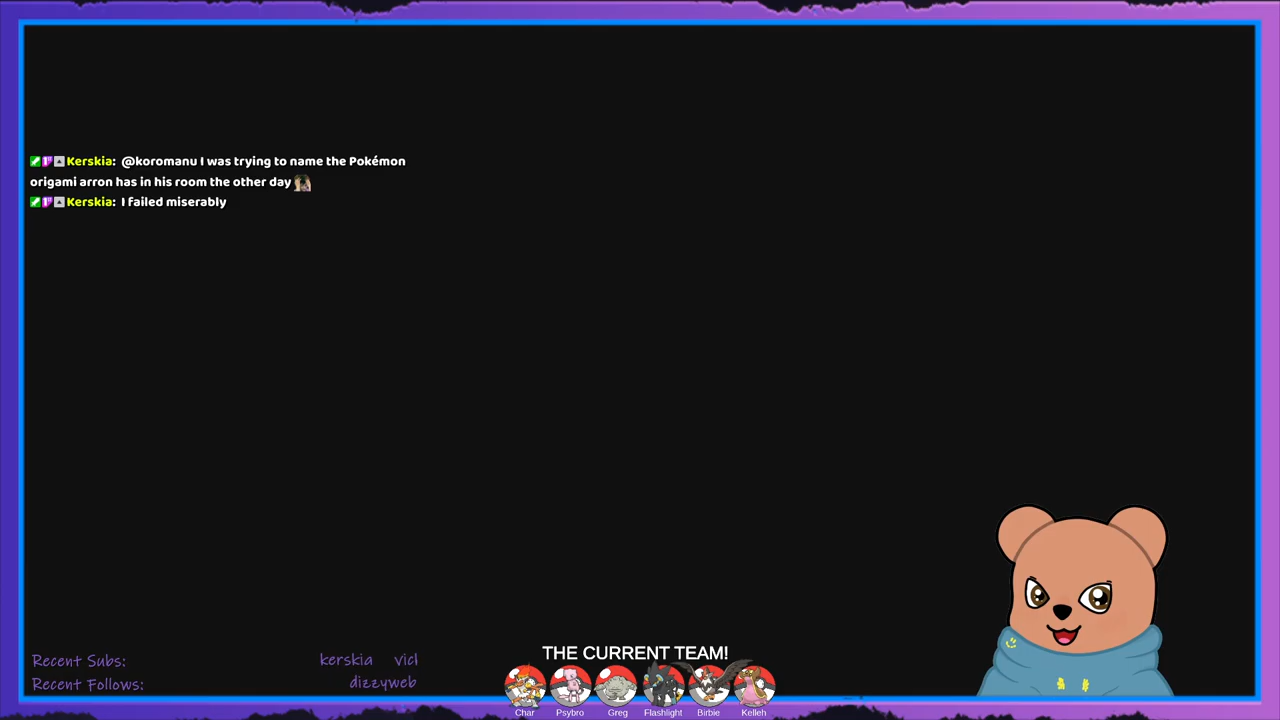 Kerskia: @koromanu I was trying to name the Pokémon
origami arron has in his room the other day
Kerskia: I failed miserably
THE CURRENT TEAM!
Recent Subs: kerskia vicl
Recent Follows: dizzyweb
Char Psybro Greg Flashlight Birbie Kelleh